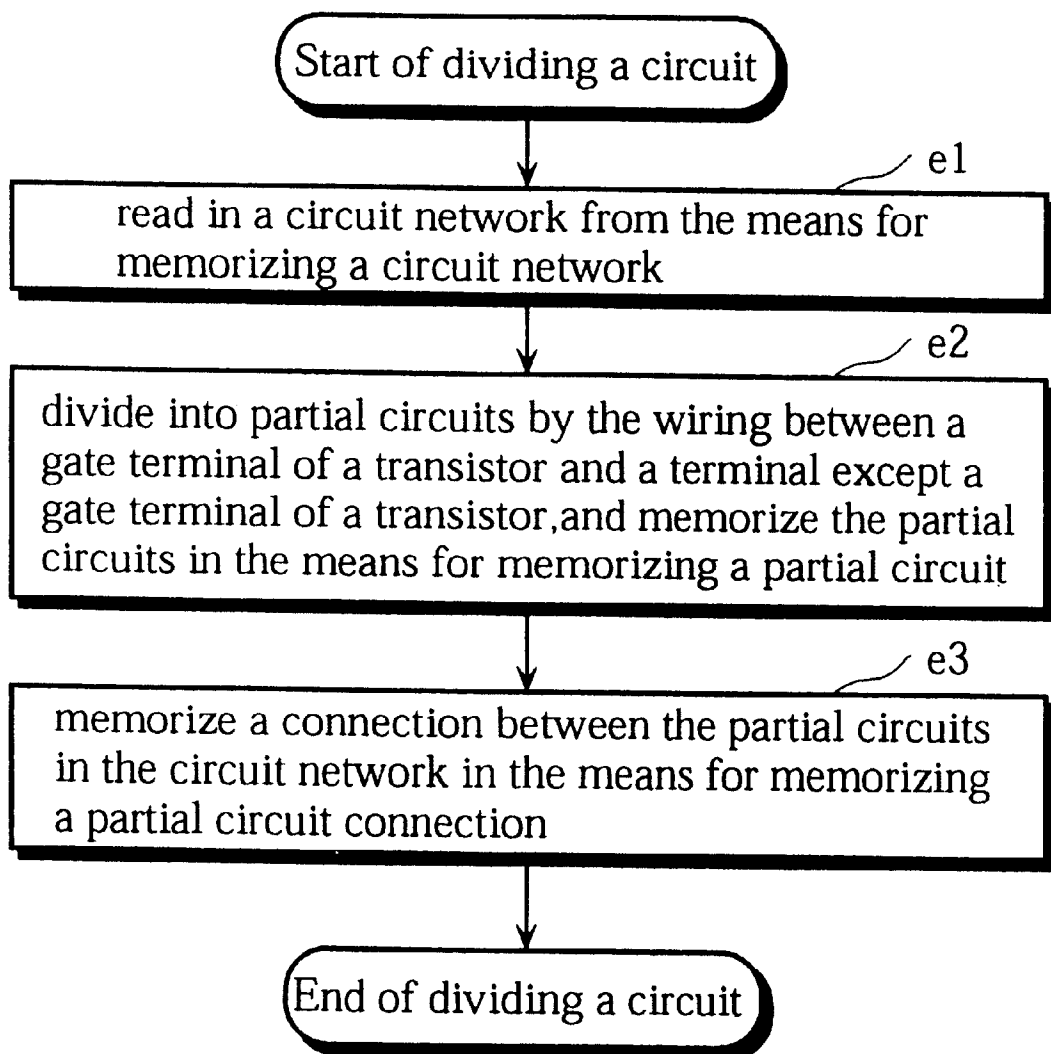 Start of dividing a circuit
e1
read in a circuit network from the means for
memorizing a circuit network
e2
divide into partial circuits by the wiring between a
gate terminal of a transistor and a terminal except a
gate terminal of a transistor,and memorize the partial
circuits in the means for memorizing a partial circuit
e3
memorize a connection between the partial circuits
in the circuit network in the means for memorizing
a partial circuit connection
End of dividing a circuit